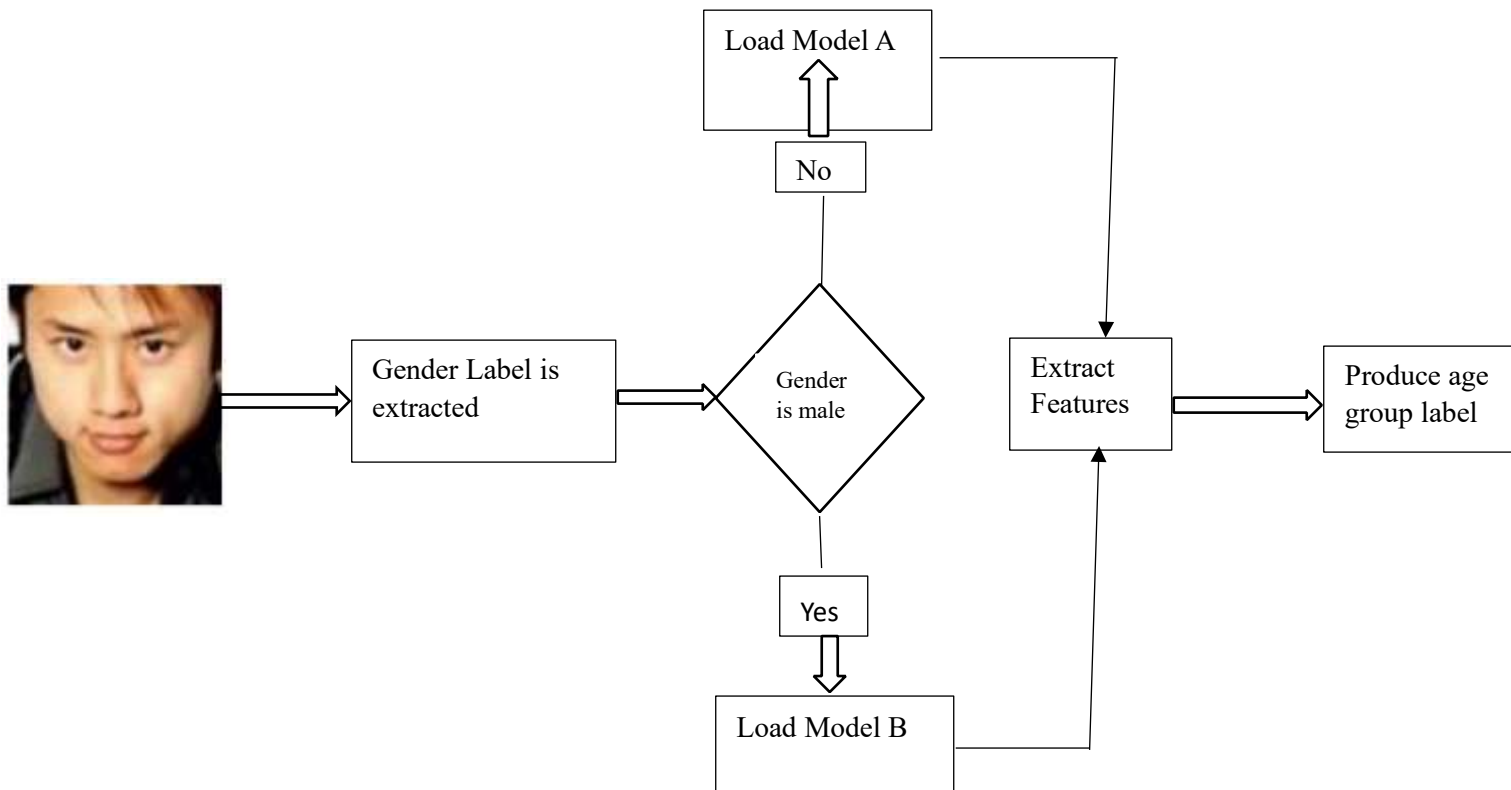 Load Model A
No
Gender Label is
extracted
Gender
is male
Extract
Features
Produce age
group label
Yes
Load Model B